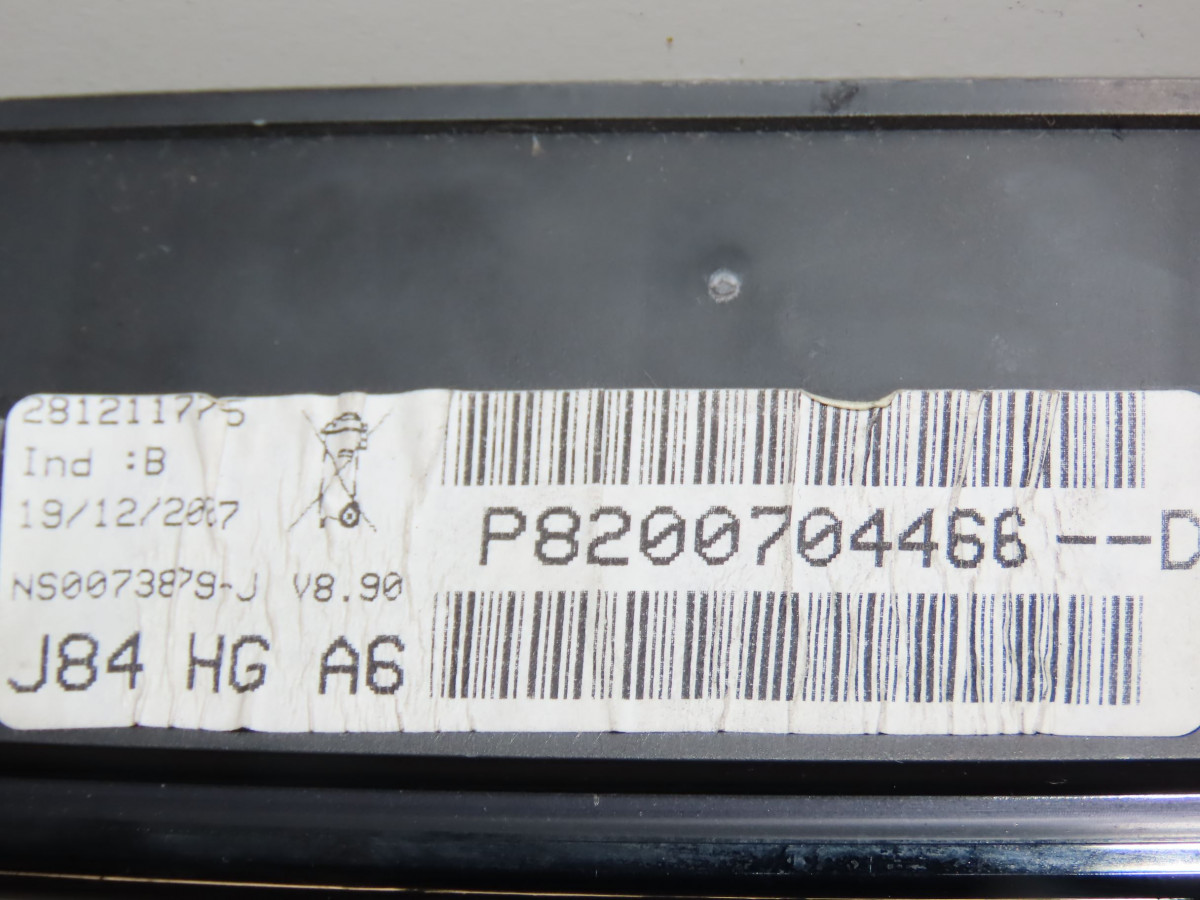 281211775
Ind :B
19/12/2007
NS0073879-J V8.90
J84 HG A6
P8200704466--D